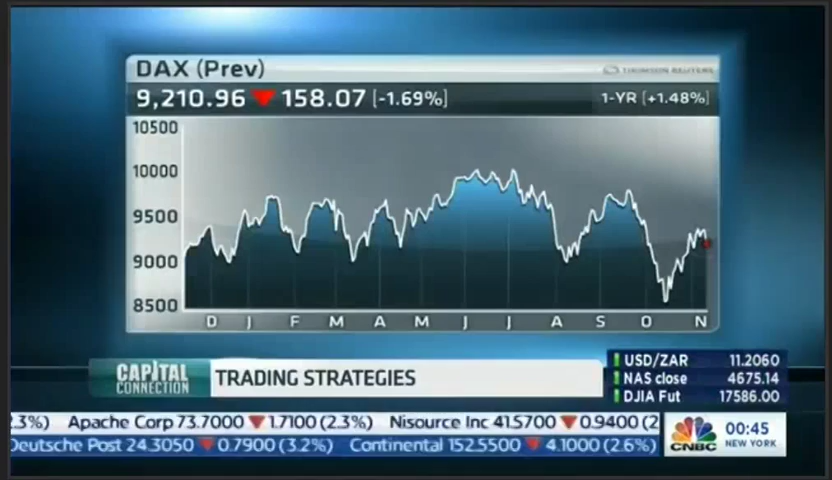 DAX (Prev)
THOMSON REUTERS
9,210.96 ▼ 158.07 [-1.69%] 1-YR [+1.48%]
10500
10000
9500
9000
8500
D J F M A M J J A S O N
CAPITAL CONNECTION
TRADING STRATEGIES
USD/ZAR 11.2060
NAS close 4675.14
DJIA Fut 17586.00
.3%) Apache Corp 73.7000 ▼ 1.7100 (2.3%) Nisource Inc 41.5700 ▼ 0.9400 (2
Deutsche Post 24.3050 ▼ 0.7900 (3.2%) Continental 152.5500 ▼ 4.1000 (2.6%)
CNBC
00:45
NEW YORK